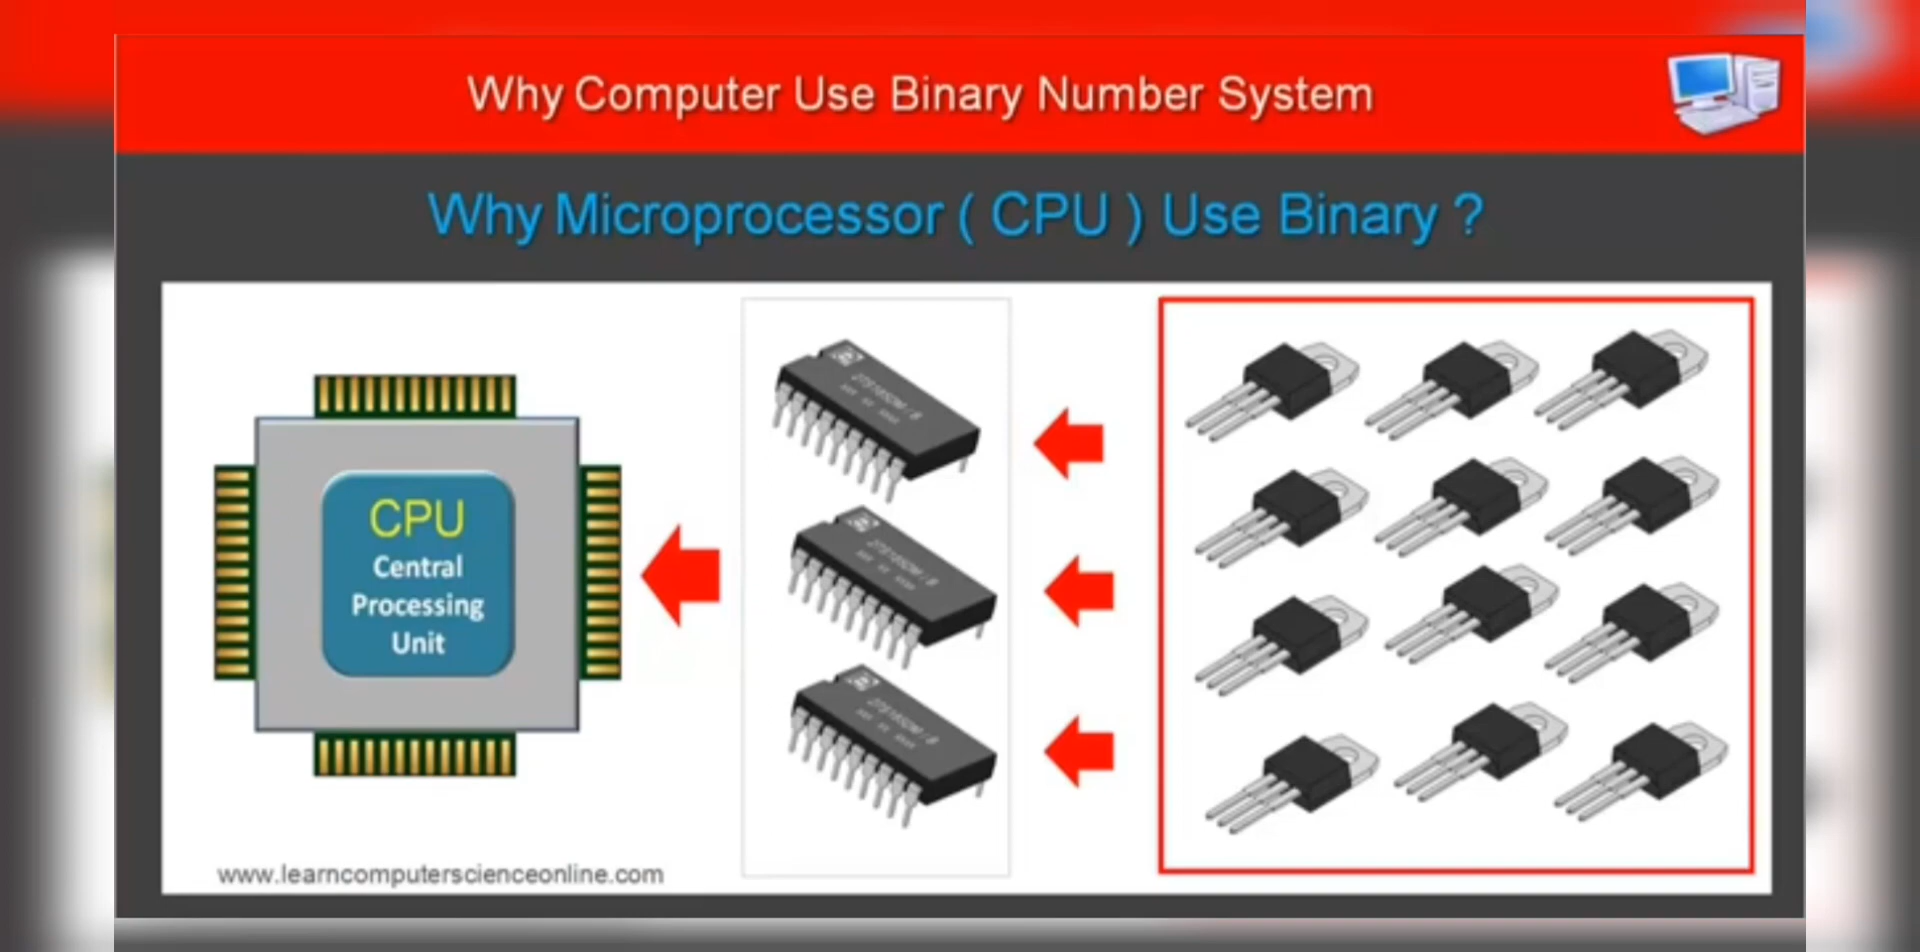 Why Computer Use Binary Number System
Why Microprocessor ( CPU ) Use Binary ?
CPU
Central
Processing
Unit
www.learncomputerscienceonline.com